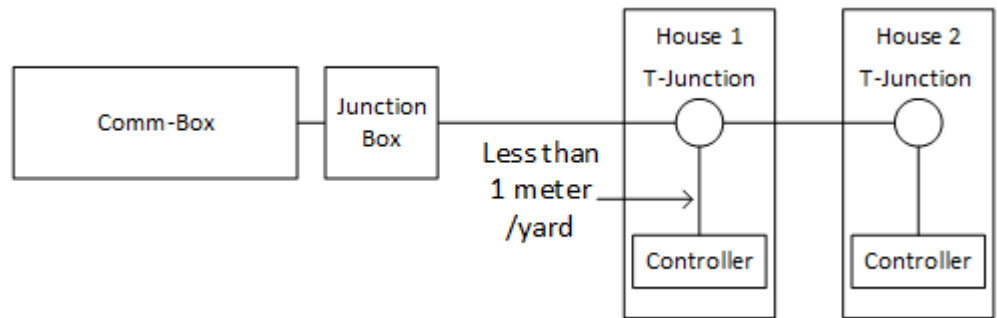 Comm-Box
Junction
Box
Less than
1 meter
/yard
House 1
T-Junction
Controller
House 2
T-Junction
Controller